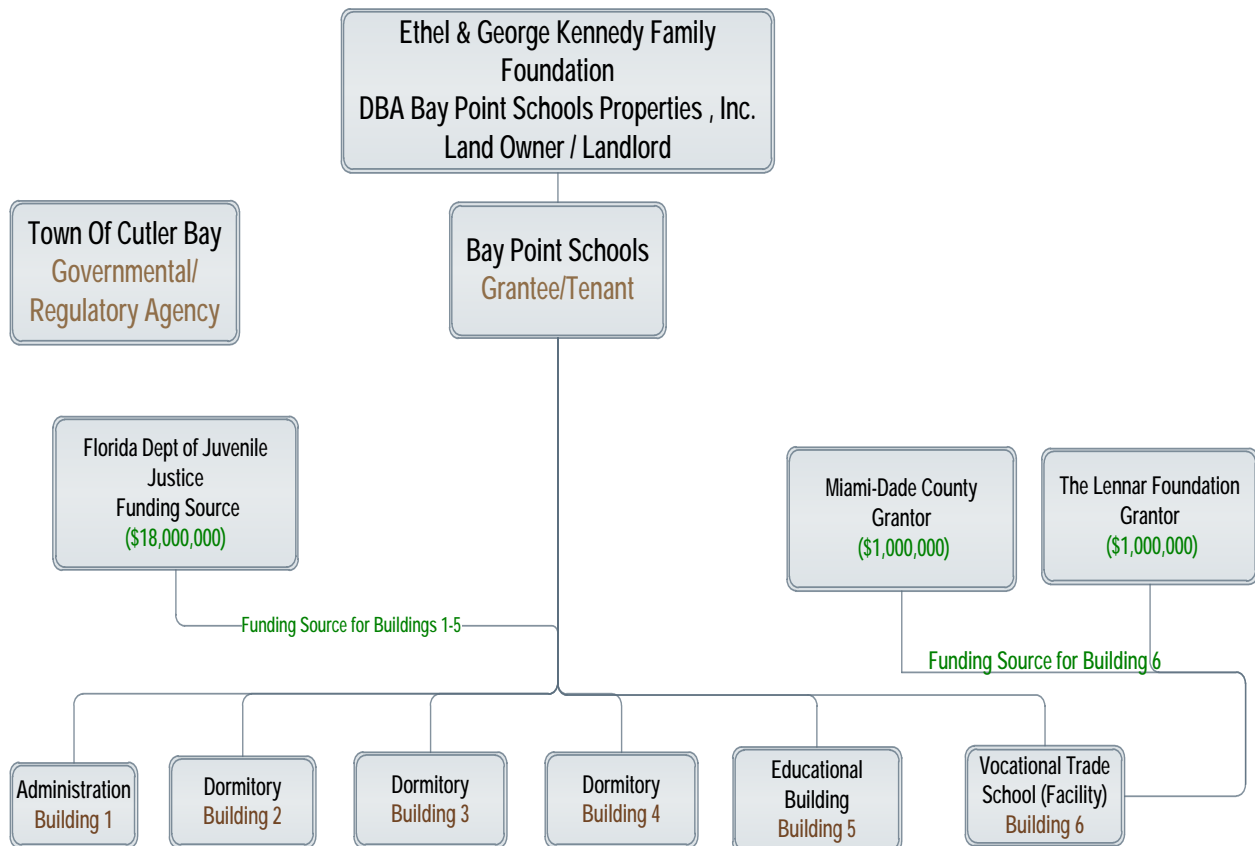 Ethel & George Kennedy Family
Foundation
DBA Bay Point Schools Properties , Inc.
Land Owner / Landlord
Town Of Cutler Bay
Governmental/
Regulatory Agency
Bay Point Schools
Grantee/Tenant
Florida Dept of Juvenile
Justice
Funding Source
($18,000,000)
Miami-Dade County
Grantor
($1,000,000)
The Lennar Foundation
Grantor
($1,000,000)
Funding Source for Buildings 1-5
Funding Source for Building 6
Administration
Building 1
Dormitory
Building 2
Dormitory
Building 3
Dormitory
Building 4
Educational
Building
Building 5
Vocational Trade
School (Facility)
Building 6